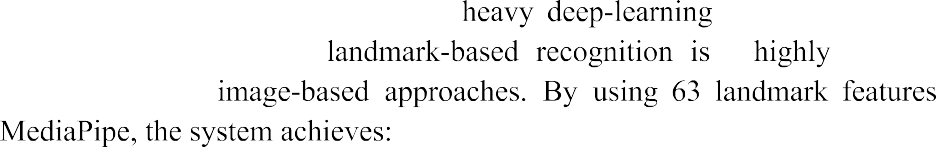 heavy deep-learning
landmark-based recognition is highly
image-based approaches. By using 63 landmark features
MediaPipe, the system achieves: